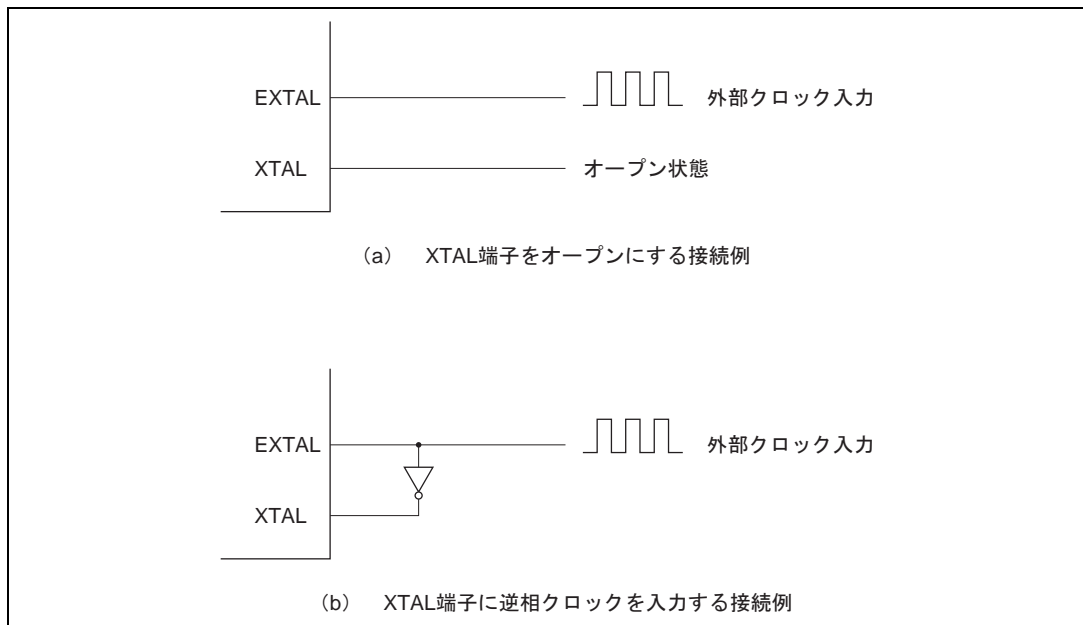 EXTAL 外部クロック入力
XTAL オープン状態
(a) XTAL端子をオープンにする接続例
EXTAL 外部クロック入力
XTAL
(b) XTAL端子に逆相クロックを入力する接続例